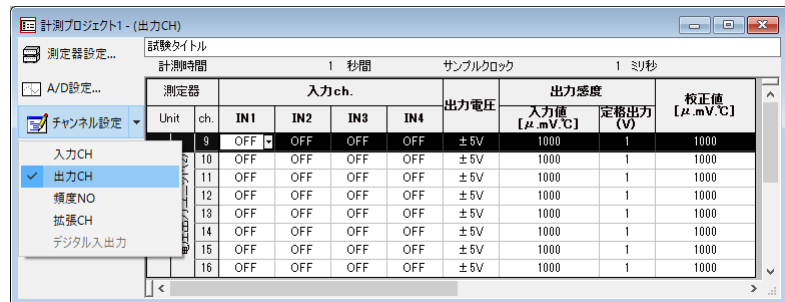 計測プロジェクト1 - (出力CH)
測定器設定...
A/D設定...
チャンネル設定
入力CH
出力CH
頻度NO
拡張CH
デジタル入出力
試験タイトル
計測時間 1 秒間 サンプルクロック 1 ミリ秒
測定器 入力ch. 出力電圧 出力感度 校正値 [μ.mV.℃]
Unit ch. IN1 IN2 IN3 IN4 入力値 [μ.mV.℃] 定格出力 (V)
9 OFF OFF OFF OFF ±5V 1000 1 1000
10 OFF OFF OFF OFF ±5V 1000 1 1000
11 OFF OFF OFF OFF ±5V 1000 1 1000
12 OFF OFF OFF OFF ±5V 1000 1 1000
13 OFF OFF OFF OFF ±5V 1000 1 1000
14 OFF OFF OFF OFF ±5V 1000 1 1000
15 OFF OFF OFF OFF ±5V 1000 1 1000
16 OFF OFF OFF OFF ±5V 1000 1 1000